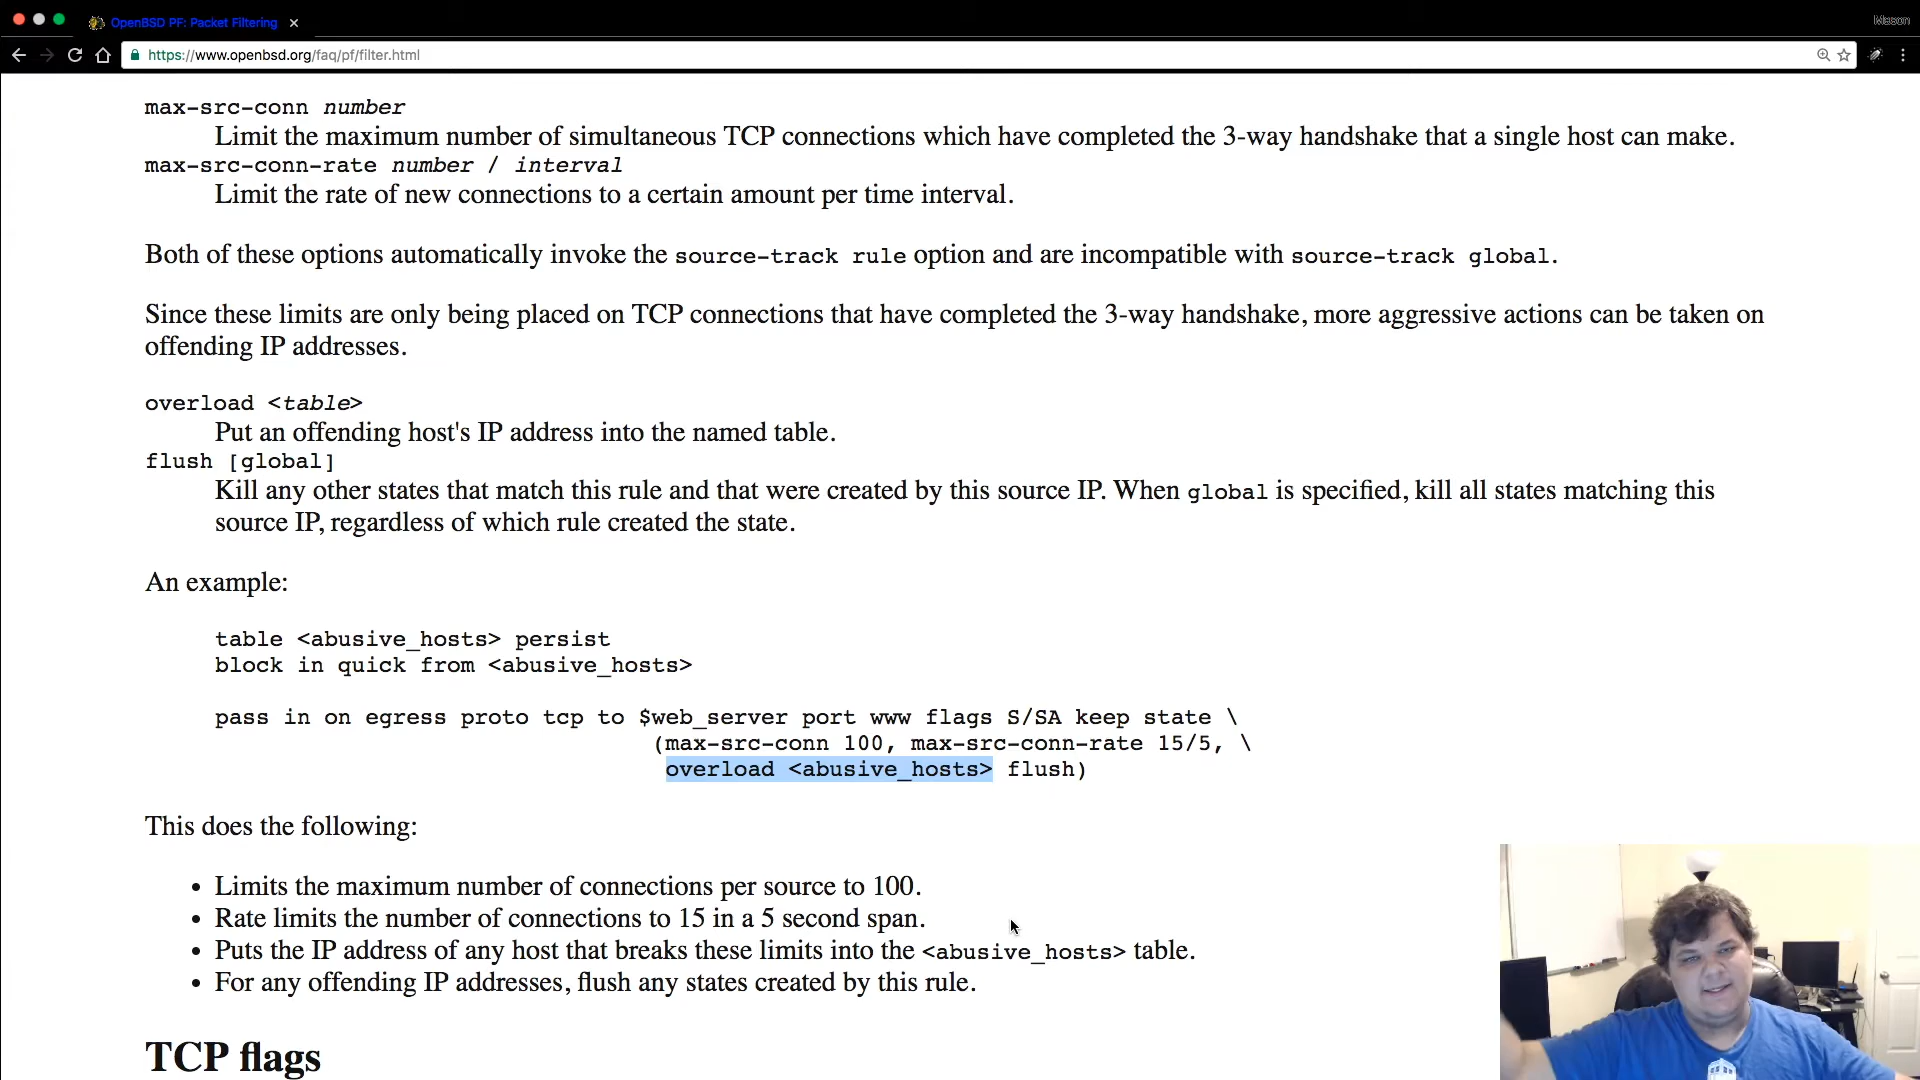 OpenBSD PF: Packet Filtering
Mason
https://www.openbsd.org/faq/pf/filter.html
max-src-conn number
Limit the maximum number of simultaneous TCP connections which have completed the 3-way handshake that a single host can make.
max-src-conn-rate number / interval
Limit the rate of new connections to a certain amount per time interval.
Both of these options automatically invoke the source-track rule option and are incompatible with source-track global.
Since these limits are only being placed on TCP connections that have completed the 3-way handshake, more aggressive actions can be taken on
offending IP addresses.
overload <table>
Put an offending host's IP address into the named table.
flush [global]
Kill any other states that match this rule and that were created by this source IP. When global is specified, kill all states matching this
source IP, regardless of which rule created the state.
An example:
table <abusive_hosts> persist
block in quick from <abusive_hosts>
pass in on egress proto tcp to $web_server port www flags S/SA keep state \
(max-src-conn 100, max-src-conn-rate 15/5, \
overload <abusive_hosts> flush)
This does the following:
• Limits the maximum number of connections per source to 100.
• Rate limits the number of connections to 15 in a 5 second span.
• Puts the IP address of any host that breaks these limits into the <abusive_hosts> table.
• For any offending IP addresses, flush any states created by this rule.
TCP flags